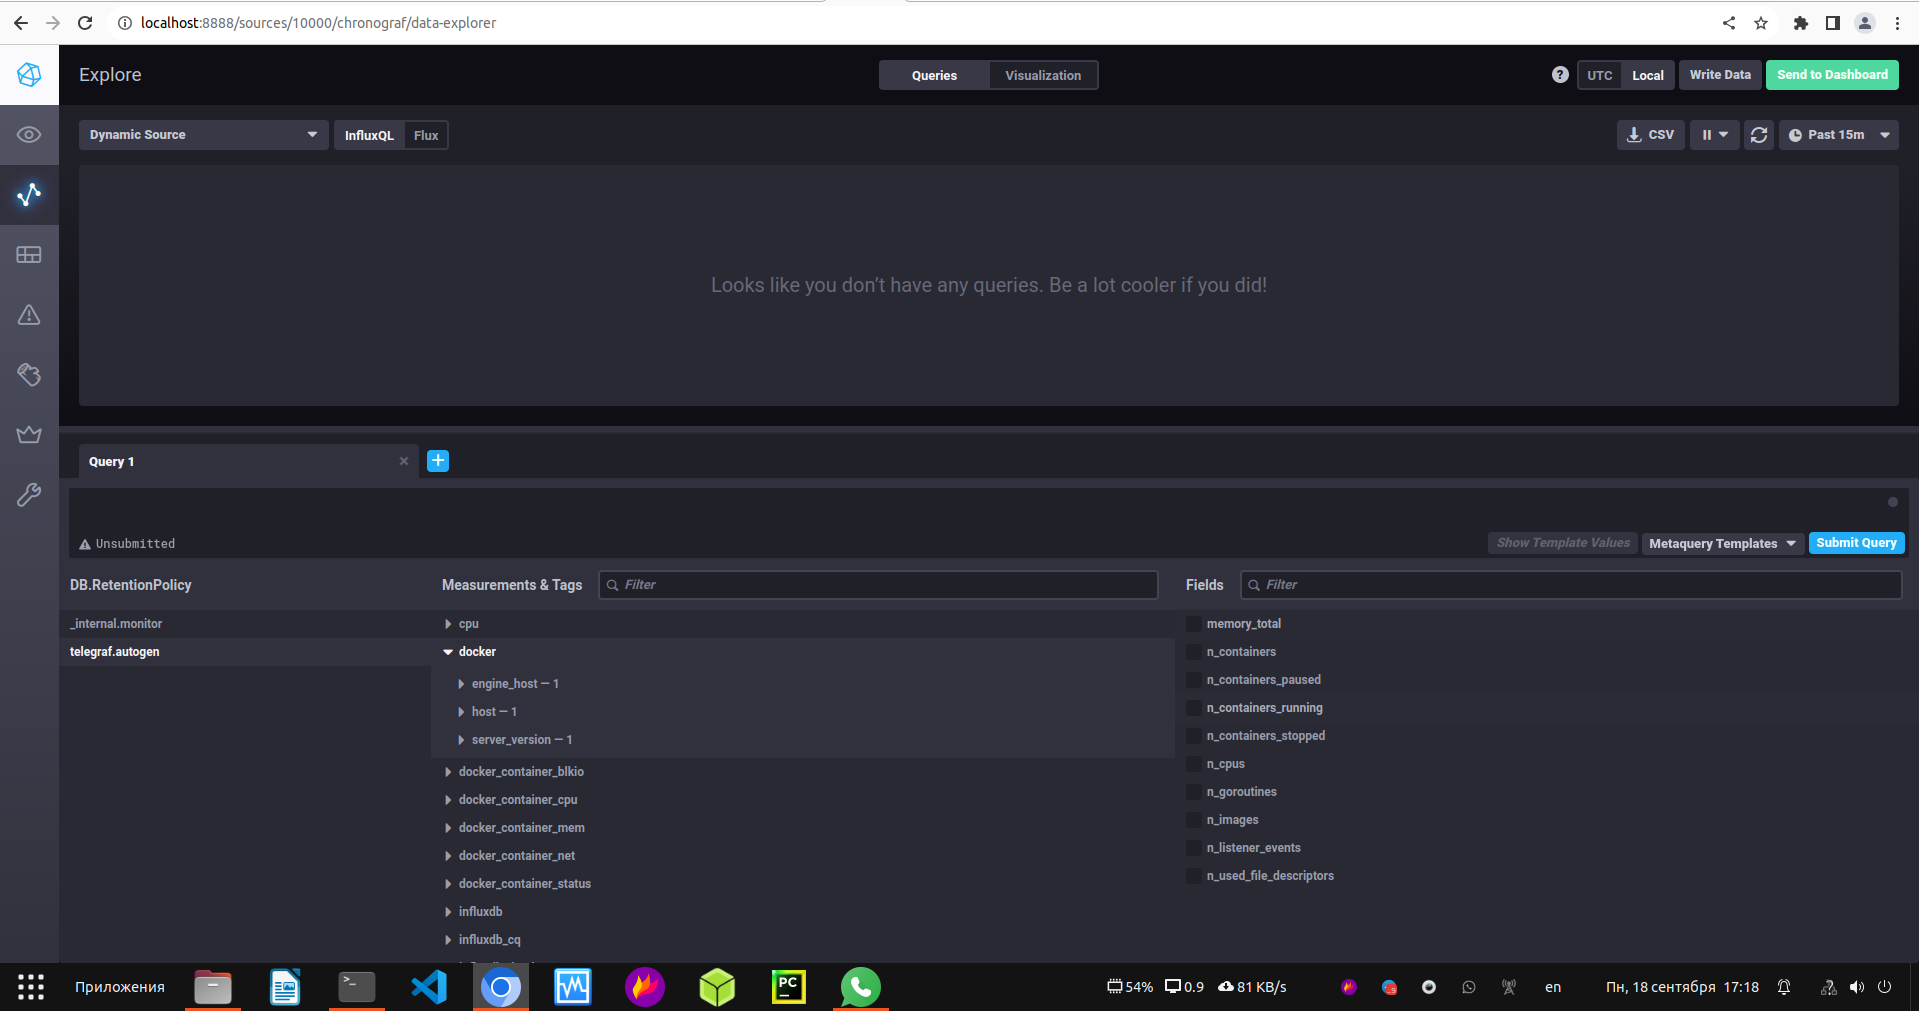 localhost:8888/sources/10000/chronograf/data-explorer
Explore
Queries
Visualization
?
UTC
Local
Write Data
Send to Dashboard
Dynamic Source
InfluxQL
Flux
CSV
Past 15m
Looks like you don’t have any queries. Be a lot cooler if you did!
Query 1
Unsubmitted
Show Template Values
Metaquery Templates
Submit Query
DB.RetentionPolicy
_internal.monitor
telegraf.autogen
Measurements & Tags
Filter
cpu
docker
engine_host — 1
host — 1
server_version — 1
docker_container_blkio
docker_container_cpu
docker_container_mem
docker_container_net
docker_container_status
influxdb
influxdb_cq
Fields
Filter
memory_total
n_containers
n_containers_paused
n_containers_running
n_containers_stopped
n_cpus
n_goroutines
n_images
n_listener_events
n_used_file_descriptors
Приложения
>_
PC
54%
0.9
81 KB/s
en
Пн, 18 сентября 17:18